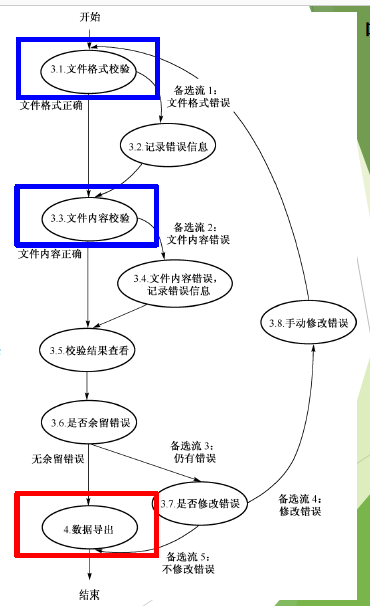 开始
3.1.文件格式校验
备选流 1:
文件格式错误
文件格式正确
3.2.记录错误信息
3.3.文件内容校验
备选流 2:
文件内容错误
文件内容正确
3.4.文件内容错误,
记录错误信息
3.8.手动修改错误
3.5.校验结果查看
3.6.是否余留错误
备选流 3:
仍有错误
无余留错误
3.7.是否修改错误
备选流 4:
修改错误
4.数据导出
备选流 5:
不修改错误
结束